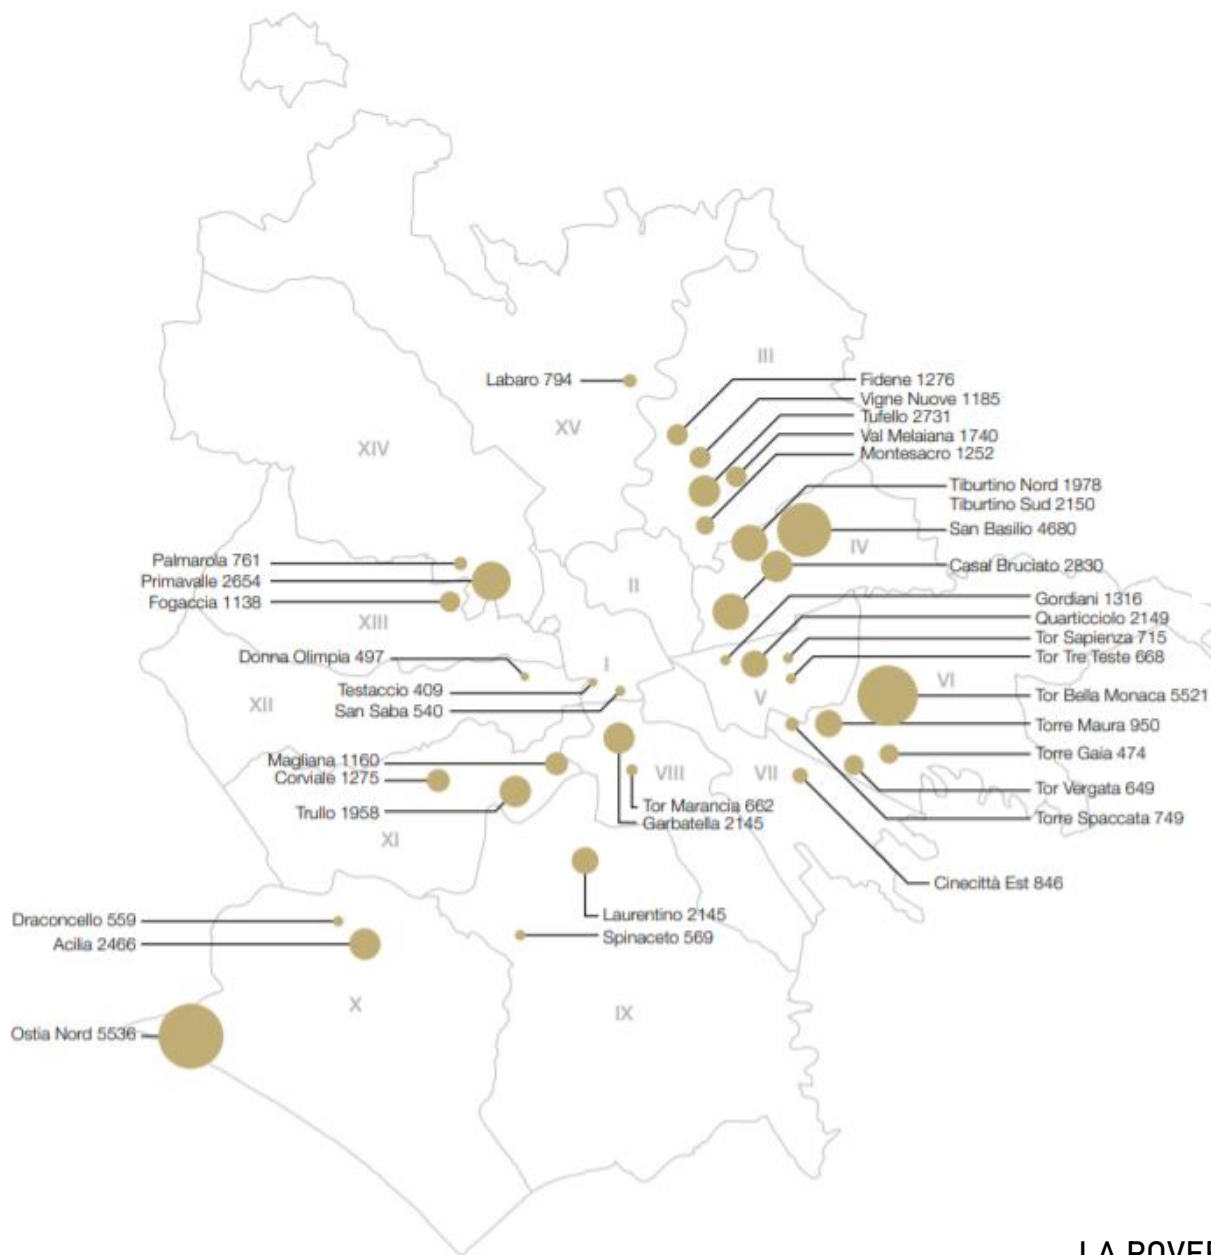 III
Labaro 794
Fidene 1276
Vigne Nuove 1185
Tufello 2731
XV
Val Melaiana 1740
XIV
Montesacro 1252
Tiburtino Nord 1978
Tiburtino Sud 2150
San Basilio 4680
IV
Palmarola 761
Casal Bruciato 2830
Primavalle 2654
II
Fogaccia 1138
Gordiani 1316
Quarticciolo 2149
XIII
Tor Sapienza 715
Donna Olimpia 497
Tor Tre Teste 668
I
Testaccio 409
VI
XII
V
Tor Bella Monaca 5521
San Saba 540
Torre Maura 950
Magliana 1160
Torre Gaia 474
Corviale 1275
VIII
VII
Tor Vergata 649
Trullo 1958
Tor Marancia 662
Garbatella 2145
Torre Spaccata 749
XI
Cinecittà Est 846
Draconcello 559
Laurentino 2145
Acilia 2466
Spinaceto 569
X
IX
Ostia Nord 5536